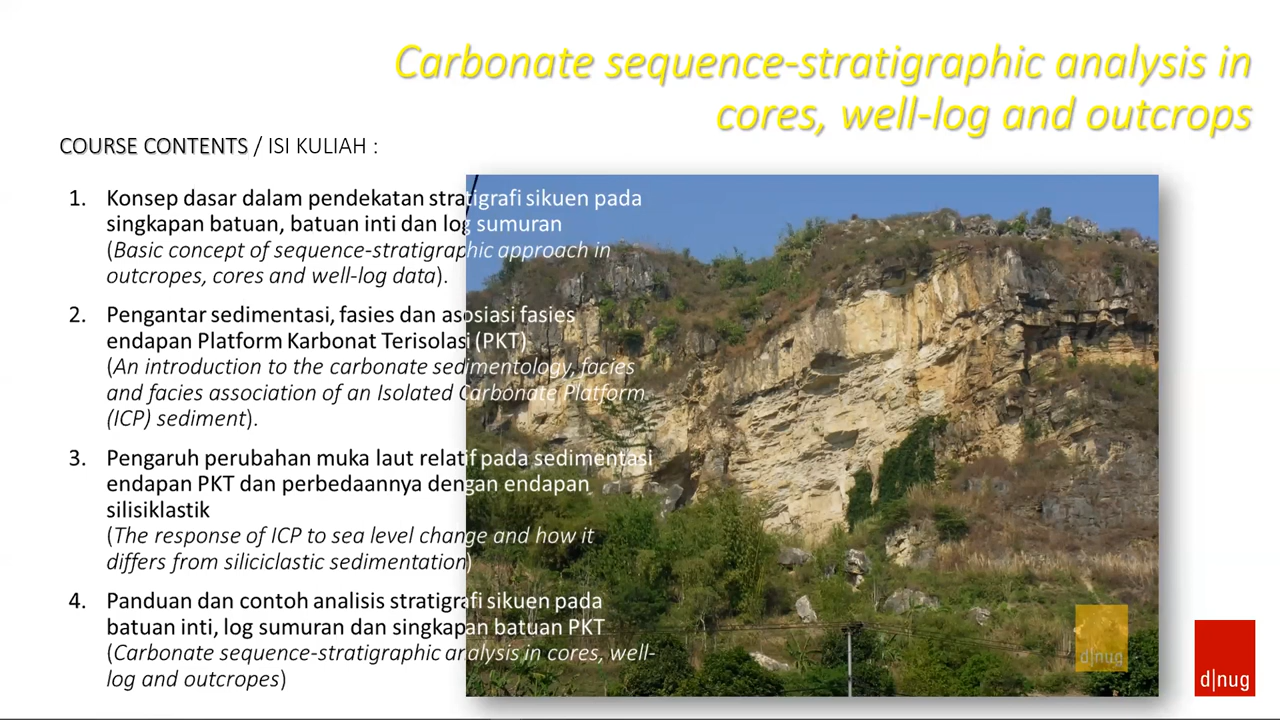 Carbonate sequence-stratigraphic analysis in
cores, well-log and outcrops
COURSE CONTENTS / ISI KULIAH :
1. Konsep dasar dalam pendekatan stratigrafi sikuen pada
singkapan batuan, batuan inti dan log sumuran
(Basic concept of sequence-stratigraphic approach in
outcropes, cores and well-log data).
2. Pengantar sedimentasi, fasies dan asosiasi fasies
endapan Platform Karbonat Terisolasi (PKT)
(An introduction to the carbonate sedimentology, facies
and facies association of an Isolated Carbonate Platform
(ICP) sediment).
3. Pengaruh perubahan muka laut relatif pada sedimentasi
endapan PKT dan perbedaannya dengan endapan
silisiklastik
(The response of ICP to sea level change and how it
differs from siliciclastic sedimentation)
4. Panduan dan contoh analisis stratigrafi sikuen pada
batuan inti, log sumuran dan singkapan batuan PKT
(Carbonate sequence-stratigraphic analysis in cores, well-
log and outcropes)
d|nug
d|nug